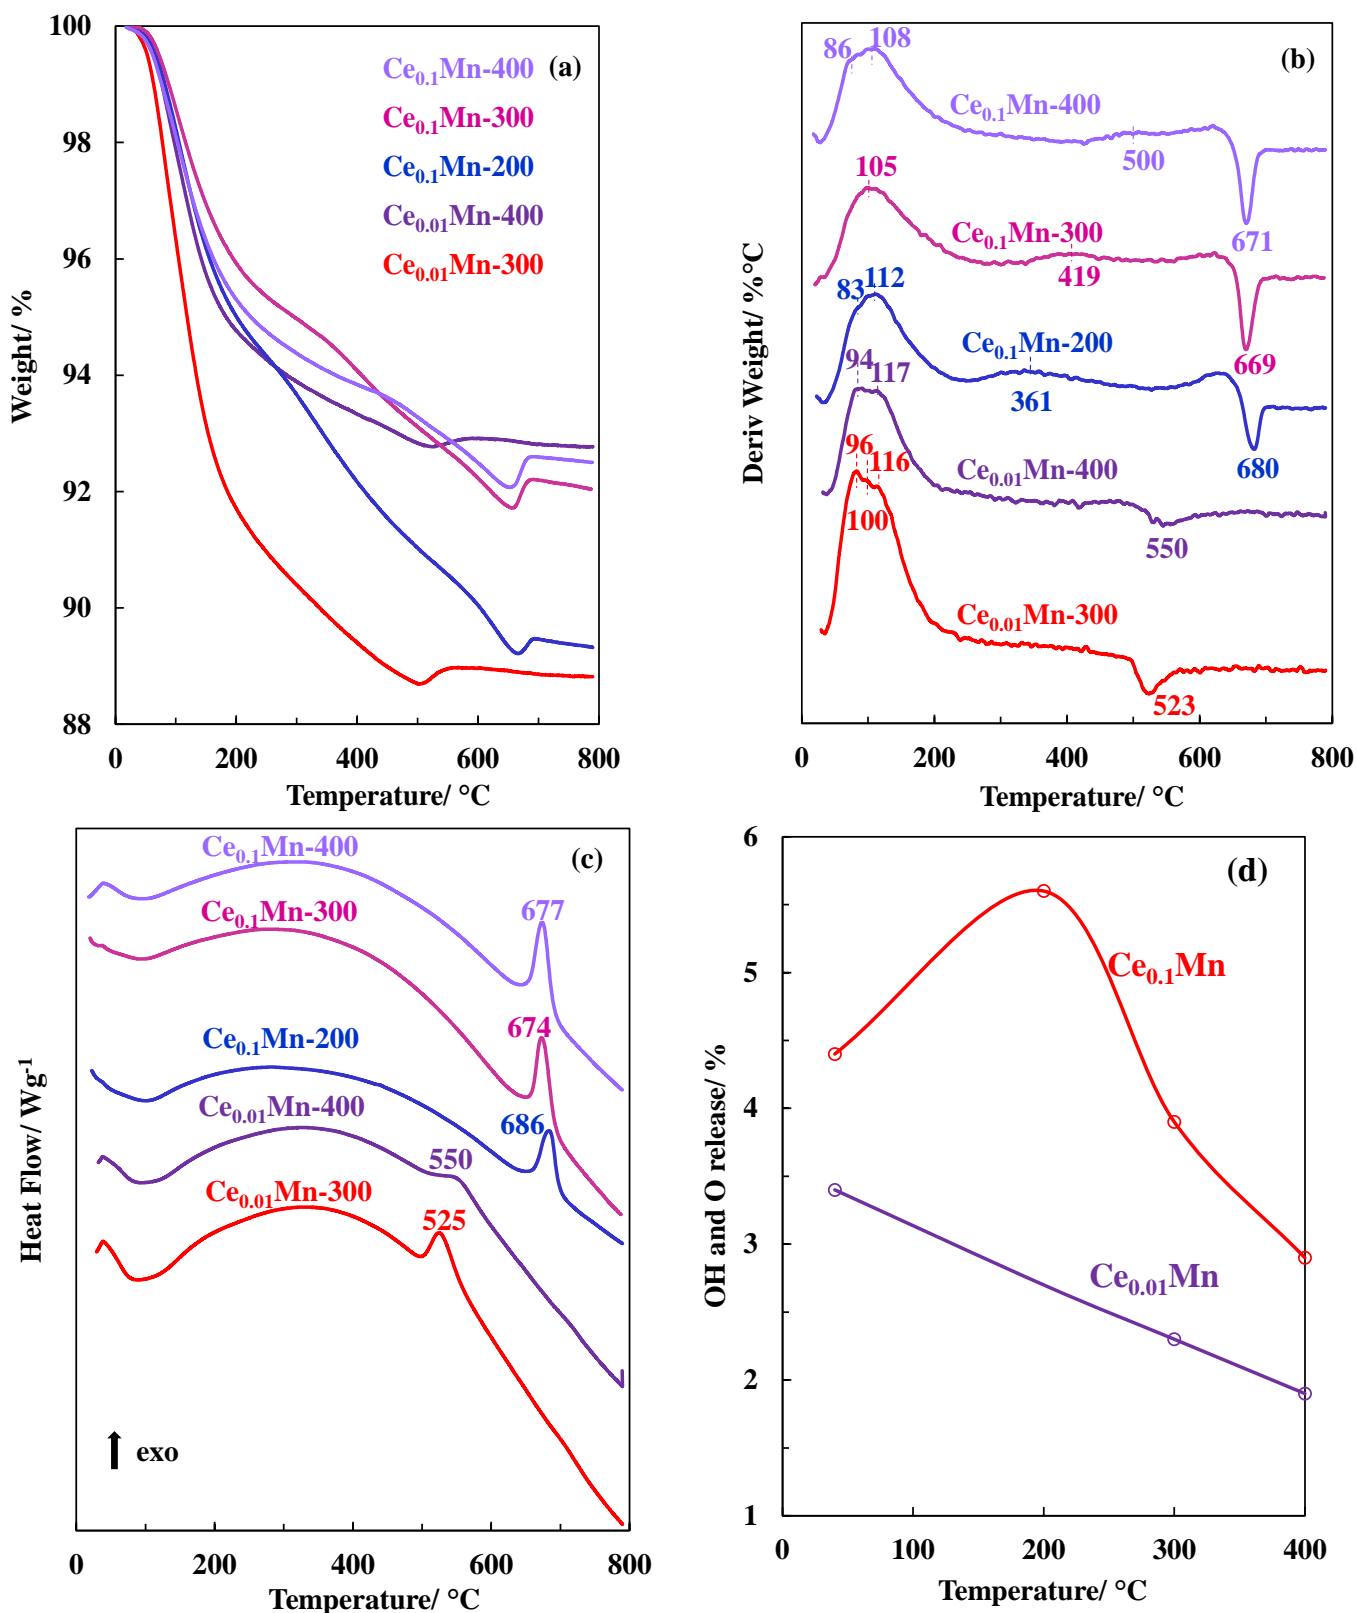 (a)
Ce0.1Mn-400
Ce0.1Mn-300
Ce0.1Mn-200
Ce0.01Mn-400
Ce0.01Mn-300
100
98
96
94
92
90
88
Weight/ %
0 200 400 600 800
Temperature/ °C
(b)
86 108
Ce0.1Mn-400
500
671
105
Ce0.1Mn-300
419
669
83 112
Ce0.1Mn-200
361
680
94 117
Ce0.01Mn-400
550
96 116
100
Ce0.01Mn-300
523
Deriv Weight/ %°C
0 200 400 600 800
Temperature/ °C
(c)
Ce0.1Mn-400
677
Ce0.1Mn-300
674
Ce0.1Mn-200
686
Ce0.01Mn-400
550
Ce0.01Mn-300
525
exo
Heat Flow/ Wg-1
0 200 400 600 800
Temperature/ °C
(d)
6
5
4
3
2
1
Ce0.1Mn
Ce0.01Mn
OH and O release/ %
0 100 200 300 400
Temperature/ °C